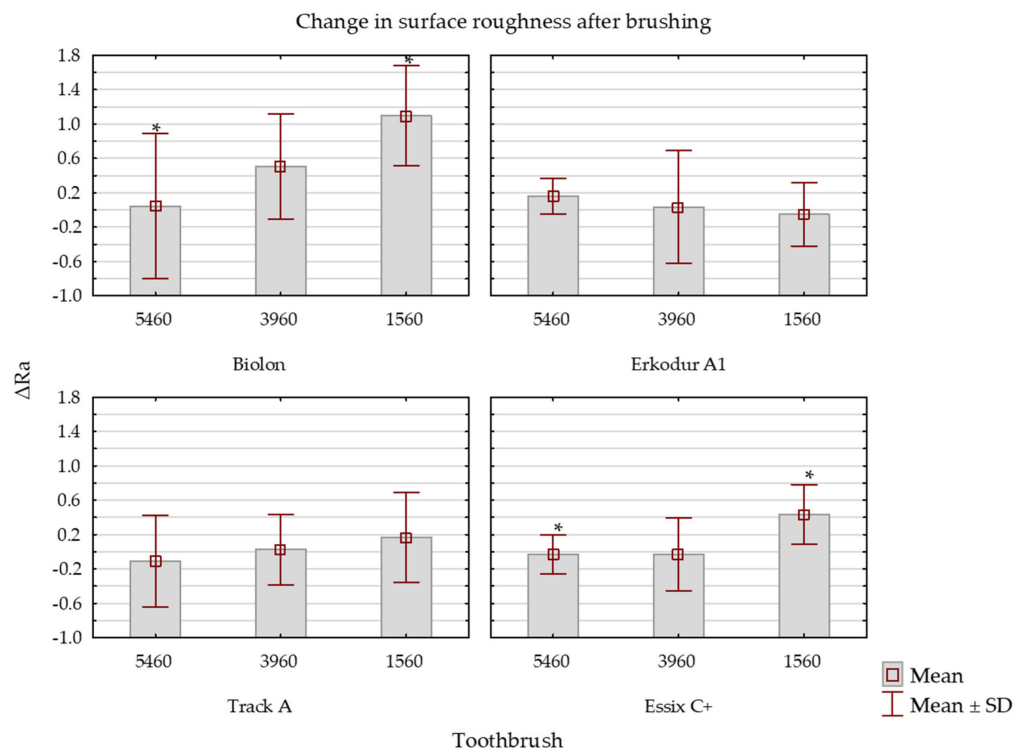 Change in surface roughness after brushing
1.8
1.4
1.0
0.6
0.2
-0.2
-0.6
-1.0
*
*
5460 3960 1560
5460 3960 1560
Biolon
Erkodur A1
ΔRa
1.8
1.4
1.0
0.6
0.2
-0.2
-0.6
-1.0
*
*
5460 3960 1560
5460 3960 1560
Track A
Essix C+
Toothbrush
Mean
Mean ± SD